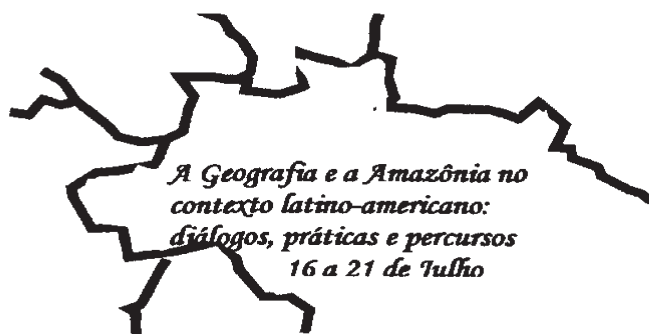 A Geografia e a Amazônia no
contexto latino-americano:
diálogos, práticas e percursos
16 a 21 de Julho